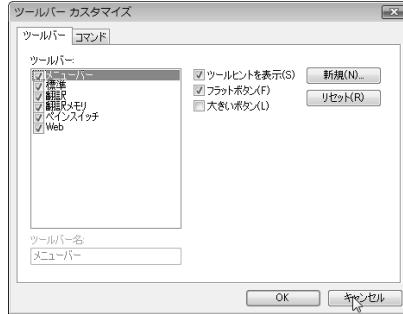 ツールバー カスタマイズ
ツールバー コマンド
ツールバー:
メニューバー
標準
翻訳
翻訳メモリ
ペインスイッチ
Web
ツールヒントを表示(S)
フラットボタン(F)
大きいボタン(L)
新規(N)...
リセット(R)
ツールバー名:
メニューバー
OK キャンセル